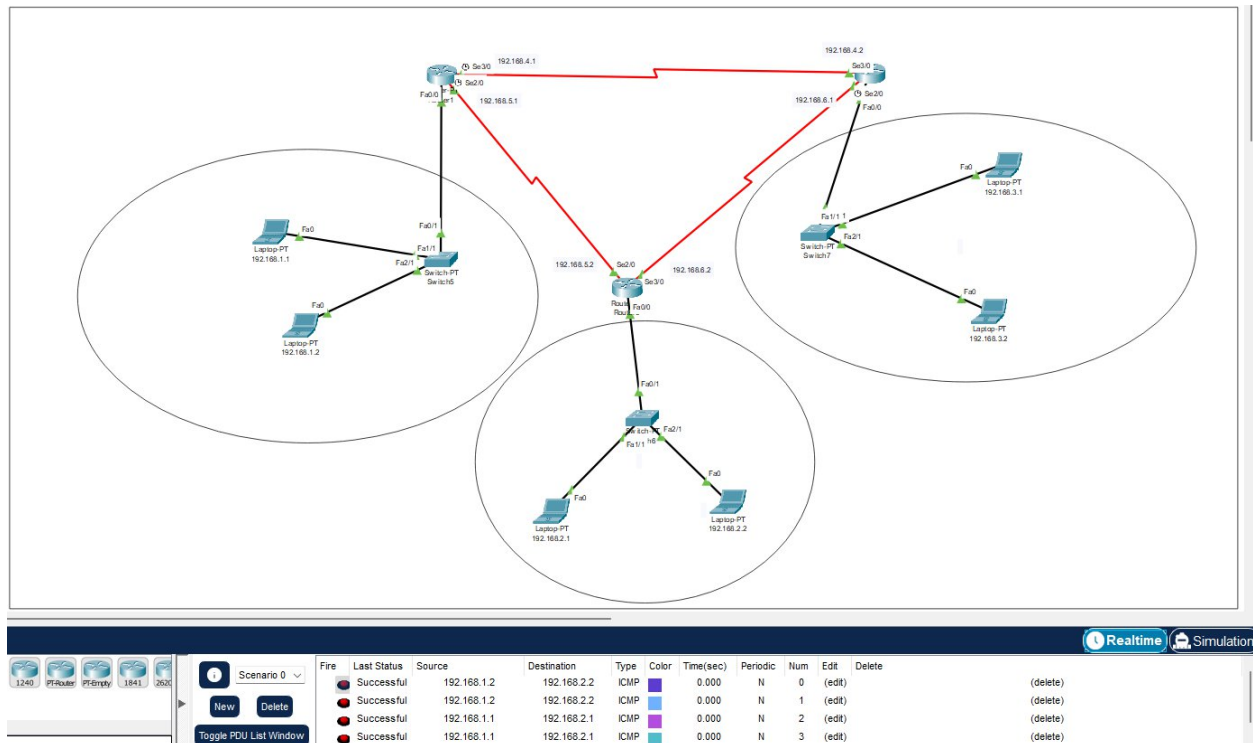 192.168.4.2
Se3/0 192.168.4.1
Se3/0
Se2/0
192.168.5.1
Fa0/0
192.168.6.1
Se2/0
Fa0/0
Fa0
Laptop-PT
192.168.3.1
Fa1/1
Fa2/1
Switch-PT
Switch7
Fa0
Laptop-PT
192.168.3.2
Fa0
Laptop-PT
192.168.1.1
Fa0/1
Fa1/1
Fa2/1
Switch-PT
Switch5
Fa0
Laptop-PT
192.168.1.2
192.168.5.2 Se2/0
192.168.6.2
Se3/0
Fa0/0
Fa0/1
Fa2/1
Fa1/1
Fa0
Laptop-PT
192.168.2.1
Fa0
Laptop-PT
192.168.2.2
Realtime Simulation
1240 PT-Router PT-Empty 1841
Scenario 0
New Delete
Toggle PDU List Window
Fire Last Status Source Destination Type Color Time(sec) Periodic Num Edit Delete
Successful 192.168.1.2 192.168.2.2 ICMP 0.000 N 0 (edit) (delete)
Successful 192.168.1.2 192.168.2.2 ICMP 0.000 N 1 (edit) (delete)
Successful 192.168.1.1 192.168.2.1 ICMP 0.000 N 2 (edit) (delete)
Successful 192.168.1.1 192.168.2.1 ICMP 0.000 N 3 (edit) (delete)